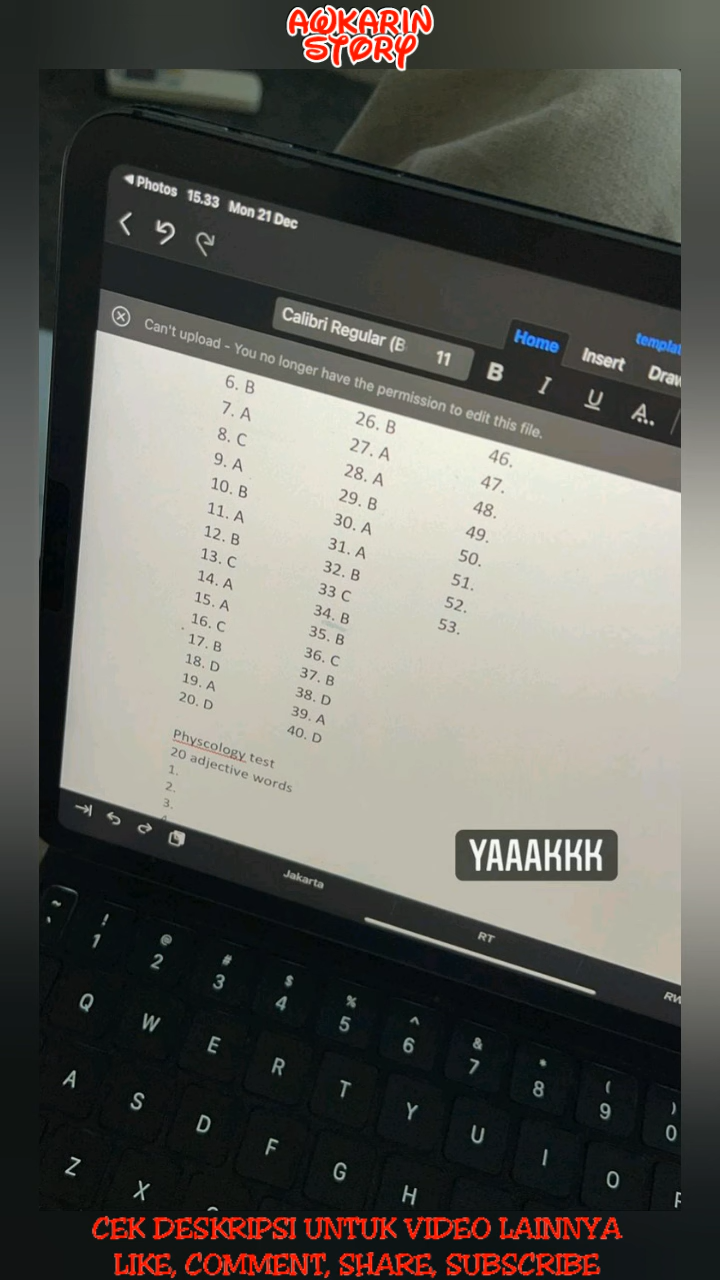 AWKARIN
STORY
Photos 15.33 Mon 21 Dec
Calibri Regular (B 11
Home Insert Draw
Can't upload - You no longer have the permission to edit this file.
6. B
7. A
8. C
9. A
10. B
11. A
12. B
13. C
14. A
15. A
16. C
17. B
18. D
19. A
20. D
26. B
27. A
28. A
29. B
30. A
31. A
32. B
33 C
34. B
35. B
36. C
37. B
38. D
39. A
40. D
46.
47.
48.
49.
50.
51.
52.
53.
Physcology test
20 adjective words
1.
2.
3.
YAAAKKK
Jakarta RT
~ ! @ # $ % ^ & * ( )
` 1 2 3 4 5 6 7 8 9 0
Q W E R T Y U I O P
A S D F G H
Z X
CEK DESKRIPSI UNTUK VIDEO LAINNYA
LIKE, COMMENT, SHARE, SUBSCRIBE